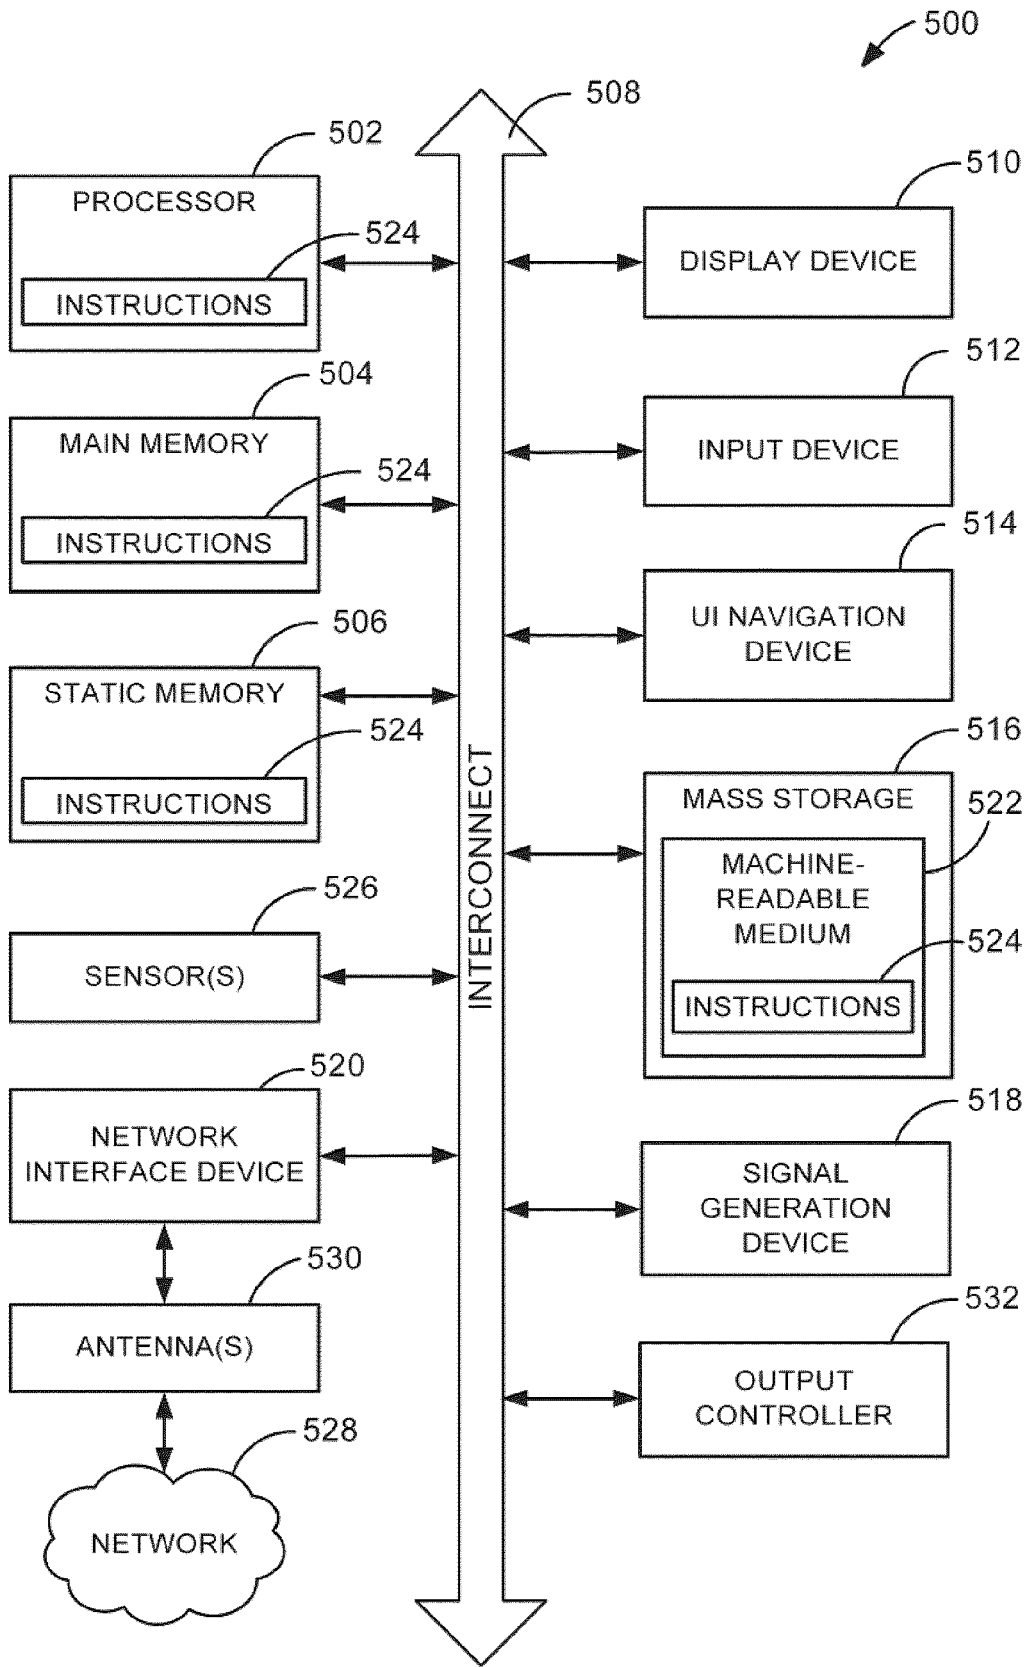 500
508
502
PROCESSOR
524
INSTRUCTIONS
504
MAIN MEMORY
524
INSTRUCTIONS
506
STATIC MEMORY
524
INSTRUCTIONS
526
SENSOR(S)
520
NETWORK
INTERFACE DEVICE
530
ANTENNA(S)
528
NETWORK
INTERCONNECT
510
DISPLAY DEVICE
512
INPUT DEVICE
514
UI NAVIGATION
DEVICE
516
MASS STORAGE
522
MACHINE-
READABLE
MEDIUM
524
INSTRUCTIONS
518
SIGNAL
GENERATION
DEVICE
532
OUTPUT
CONTROLLER